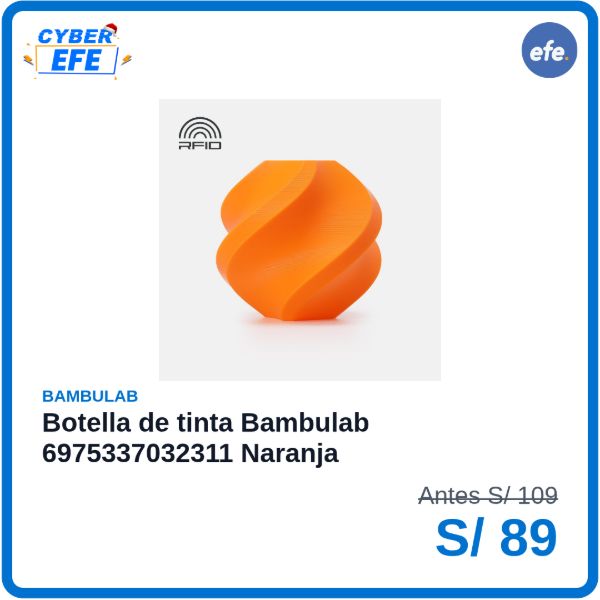 CYBER
EFE
efe.
RFID
BAMBULAB
Botella de tinta Bambulab
6975337032311 Naranja
Antes S/ 109
S/ 89